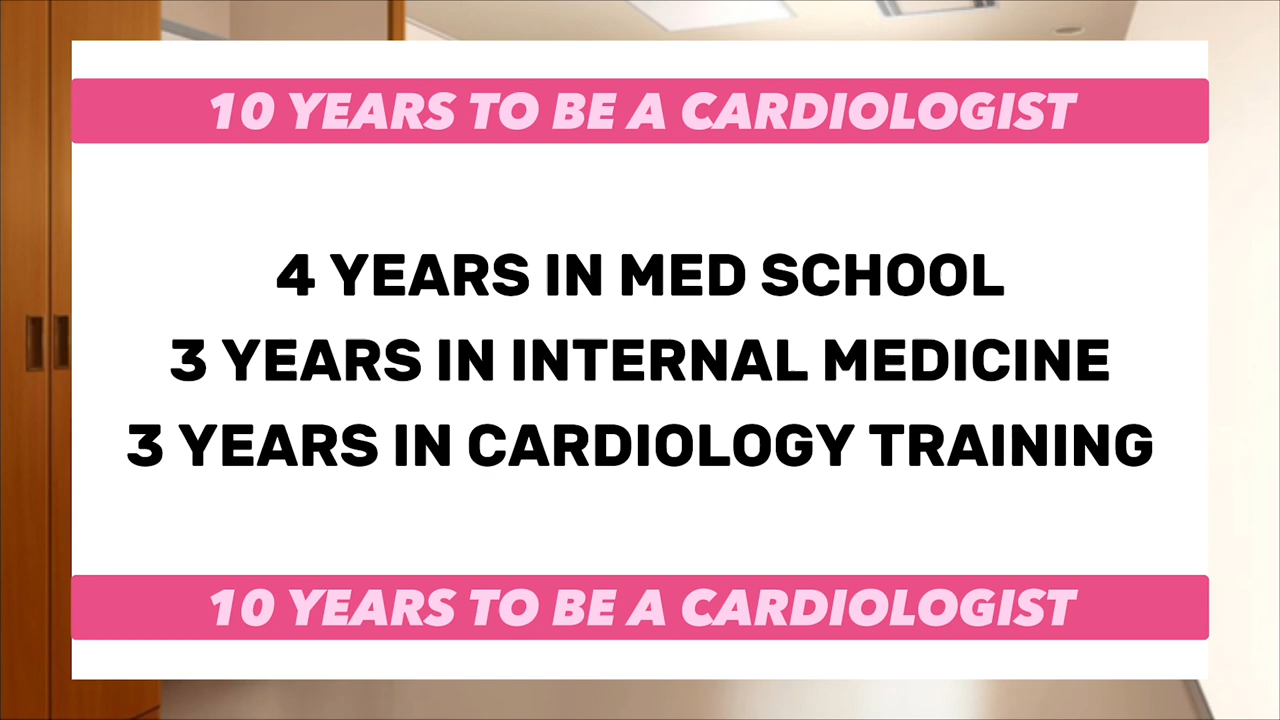 10 YEARS TO BE A CARDIOLOGIST
4 YEARS IN MED SCHOOL
3 YEARS IN INTERNAL MEDICINE
3 YEARS IN CARDIOLOGY TRAINING
10 YEARS TO BE A CARDIOLOGIST